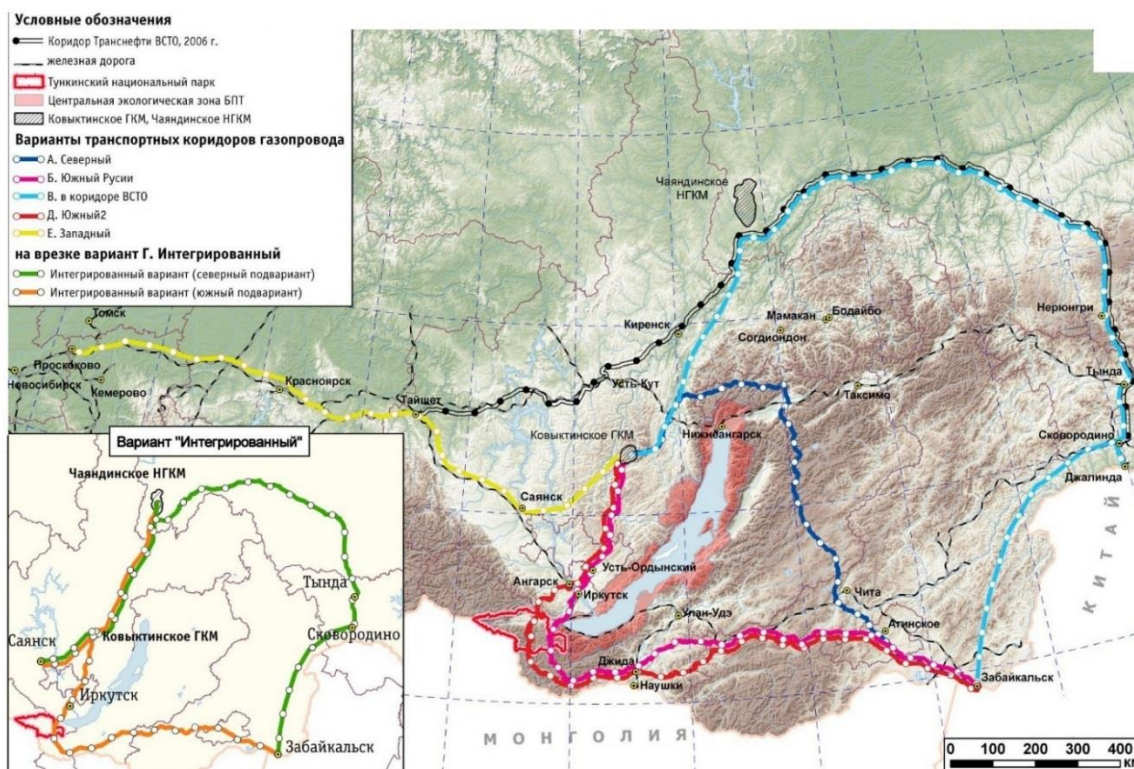 Условные обозначения
Коридор Транснефти ВСТО, 2006 г.
железная дорога
Тункинский национальный парк
Центральная экологическая зона БПТ
Ковыктинское ГКМ, Чаяндинское НГКМ
Варианты транспортных коридоров газопровода
А. Северный
Б. Южный Русии
В. в коридоре ВСТО
Д. Южный2
Е. Западный
на врезке вариант Г. Интегрированный
Интегрированный вариант (северный подвариант)
Интегрированный вариант (южный подвариант)
Чаяндинское
НГКМ
Томск
Проскоково
Новосибирск
Кемерово
Красноярск
Тайшет
Киренск
Мамакан
Бодайбо
Согдиондон
Нерюнгри
Усть-Кут
Таксимо
Тында
Ковыктинское ГКМ
Нижнеангарск
Сковородино
Джалинда
Саянск
Усть-Ордынский
Ангарск
Иркутск
Улан-Удэ
Чита
Атинское
Джида
Наушки
Забайкальск
КИТАЙ
МОНГОЛИЯ
0 100 200 300 400
КМ
Вариант "Интегрированный"
Чаяндинское НГКМ
Тында
Сковородино
Саянск
Ковыктинское ГКМ
Иркутск
Забайкальск